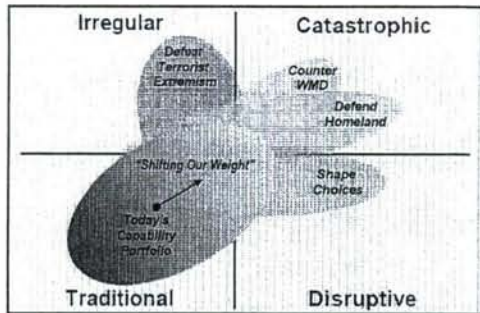 Irregular
Catastrophic
Defeat
Terrorist
Extremism
Counter
WMD
Defend
Homeland
"Shifting Our Weight"
Shape
Choices
Today's
Capability
Portfolio
Traditional
Disruptive